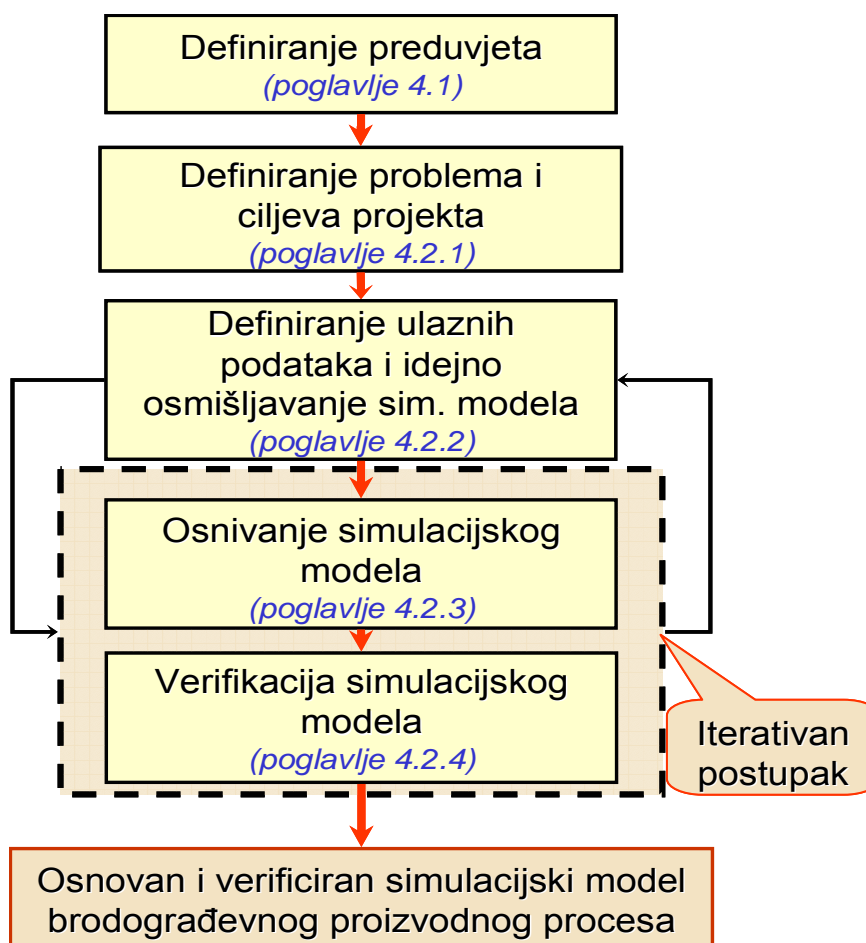 Definiranje preduvjeta
(poglavlje 4.1)
Definiranje problema i
ciljeva projekta
(poglavlje 4.2.1)
Definiranje ulaznih
podataka i idejno
osmišljavanje sim. modela
(poglavlje 4.2.2)
Osnivanje simulacijskog
modela
(poglavlje 4.2.3)
Verifikacija simulacijskog
modela
(poglavlje 4.2.4)
Iterativan
postupak
Osnovan i verificiran simulacijski model
brodograđevnog proizvodnog procesa